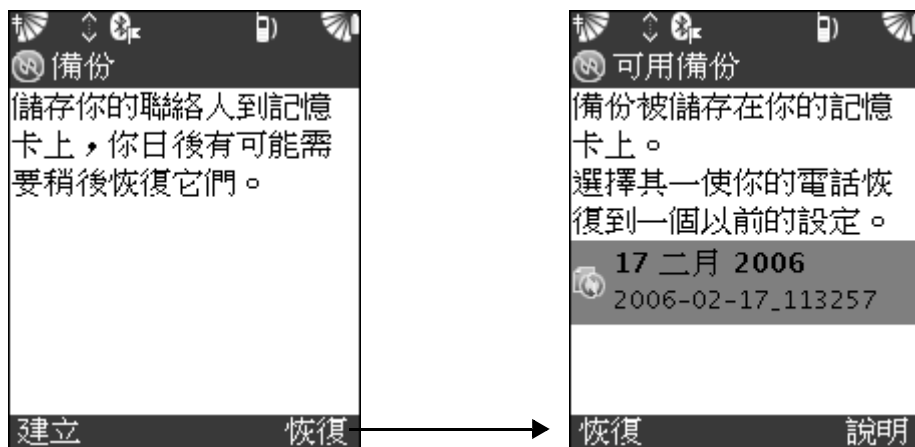 備份
儲存你的聯絡人到記憶
卡上，你日後有可能需
要稍後恢復它們。
建立 恢復
可用備份
備份被儲存在你的記憶
卡上。
選擇其一使你的電話恢
復到一個以前的設定。
17 二月 2006
2006-02-17_113257
恢復 說明